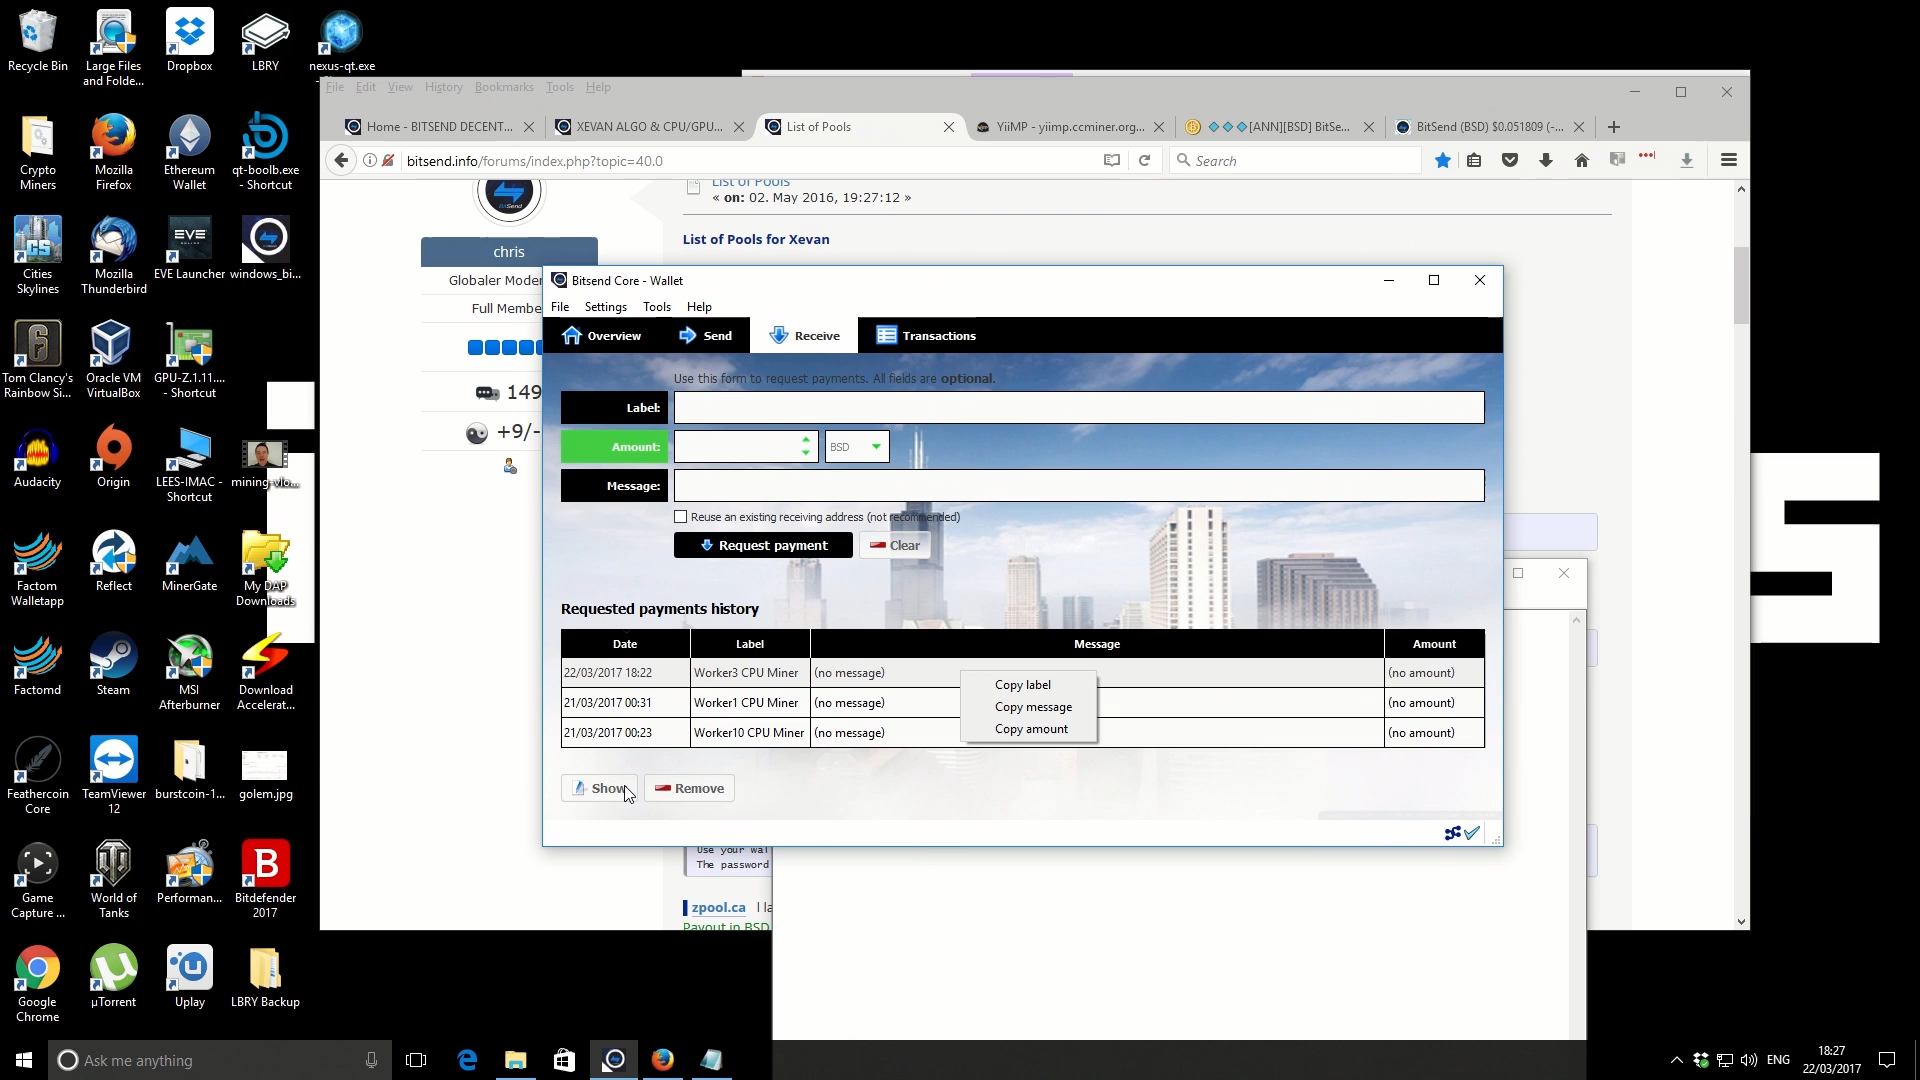 Recycle Bin
Large Files
and Folde...
Dropbox
LBRY
nexus-qt.exe
Crypto
Miners
Mozilla
Firefox
Ethereum
Wallet
qt-boolb.exe
- Shortcut
Cities
Skylines
Mozilla
Thunderbird
EVE
EVE Launcher
windows_bi...
Tom Clancy's
Rainbow Si...
Oracle VM
VirtualBox
GPU-Z.1.11....
- Shortcut
Audacity
Origin
LEES-IMAC -
Shortcut
mining-vlo...
Factom
Walletapp
Reflect
MinerGate
My DAP
Downloads
Factomd
Steam
MSI
Afterburner
Download
Accelerat...
Feathercoin
Core
TeamViewer
12
burstcoin-1...
golem.jpg
Game
Capture ...
World of
Tanks
Performan...
Bitdefender
2017
Google
Chrome
µTorrent
Uplay
LBRY Backup
File Edit View History Bookmarks Tools Help
Home - BITSEND DECENT...
XEVAN ALGO & CPU/GPU...
List of Pools
YiiMP - yiimp.ccminer.org...
[ANN][BSD] BitSe...
BitSend (BSD) $0.051809 (-...
bitsend.info/forums/index.php?topic=40.0
Search
List of Pools
« on: 02. May 2016, 19:27:12 »
List of Pools for Xevan
BitSend
chris
Globaler Moder
Full Membe
149
+9/-
Bitsend Core - Wallet
File Settings Tools Help
Overview Send Receive Transactions
Use this form to request payments. All fields are optional.
Label:
Amount:
BSD
Message:
Reuse an existing receiving address (not recommended)
Request payment
Clear
Requested payments history
Date Label Message Amount
22/03/2017 18:22 Worker3 CPU Miner (no message) (no amount)
21/03/2017 00:31 Worker1 CPU Miner (no message) (no amount)
21/03/2017 00:23 Worker10 CPU Miner (no message) (no amount)
Copy label
Copy message
Copy amount
Show
Remove
Use your wal
The password
zpool.ca I la
Payout in BSD
S
Ask me anything
ENG
18:27
22/03/2017